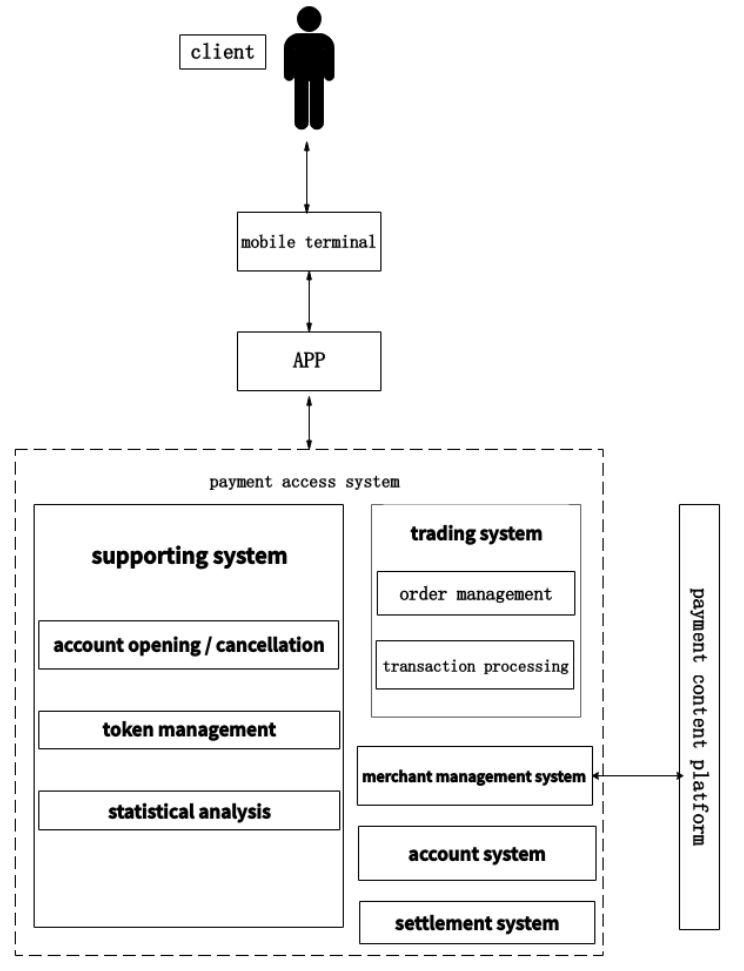 client
mobile terminal
APP
payment access system
supporting system
account opening / cancellation
token management
statistical analysis
trading system
order management
transaction processing
merchant management system
account system
settlement system
payment content platform